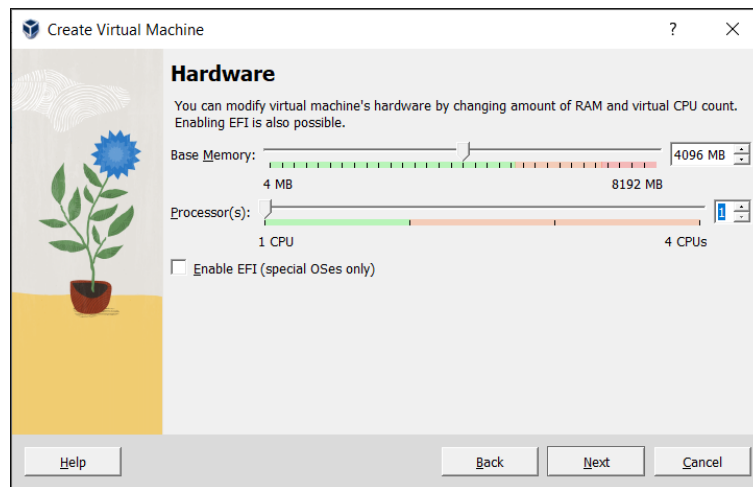 Create Virtual Machine
?
Hardware
You can modify virtual machine's hardware by changing amount of RAM and virtual CPU count.
Enabling EFI is also possible.
Base Memory: 4096 MB
4 MB 8192 MB
Processor(s): 1
1 CPU 4 CPUs
Enable EFI (special OSes only)
Help Back Next Cancel